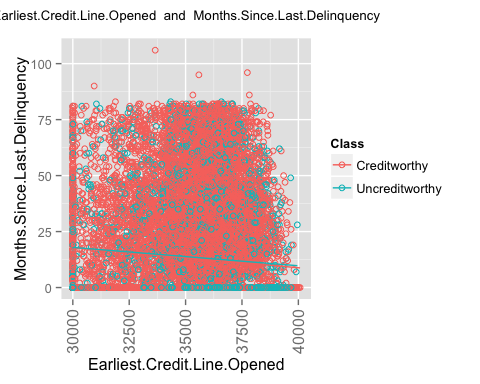 Earliest.Credit.Line.Opened and Months.Since.Last.Delinquency
Months.Since.Last.Delinquency
100
75
50
25
0
30000
32500
35000
37500
40000
Earliest.Credit.Line.Opened
Class
Creditworthy
Uncreditworthy